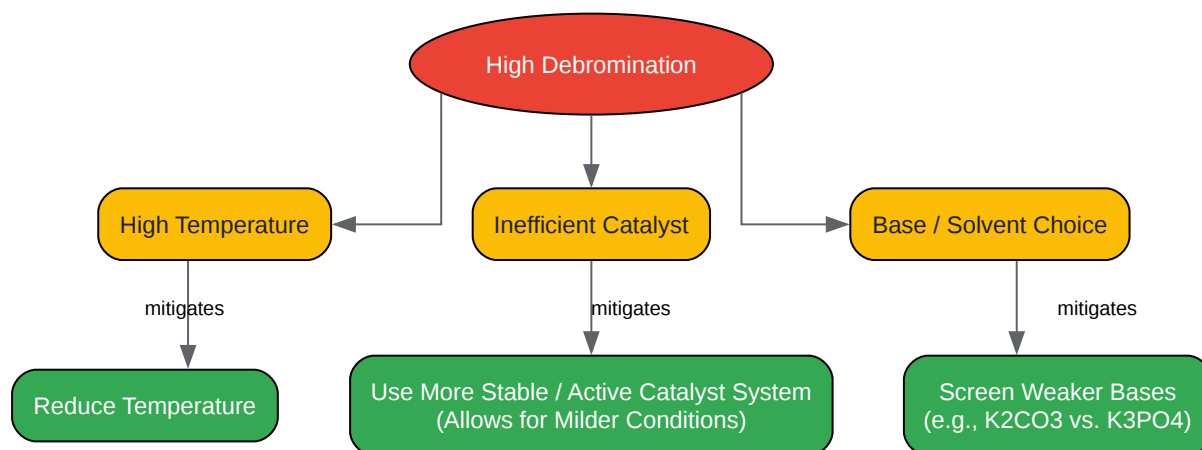 High Debromination
High Temperature
Inefficient Catalyst
Base / Solvent Choice
mitigates
mitigates
mitigates
Reduce Temperature
Use More Stable / Active Catalyst System
(Allows for Milder Conditions)
Screen Weaker Bases
(e.g., K2CO3 vs. K3PO4)